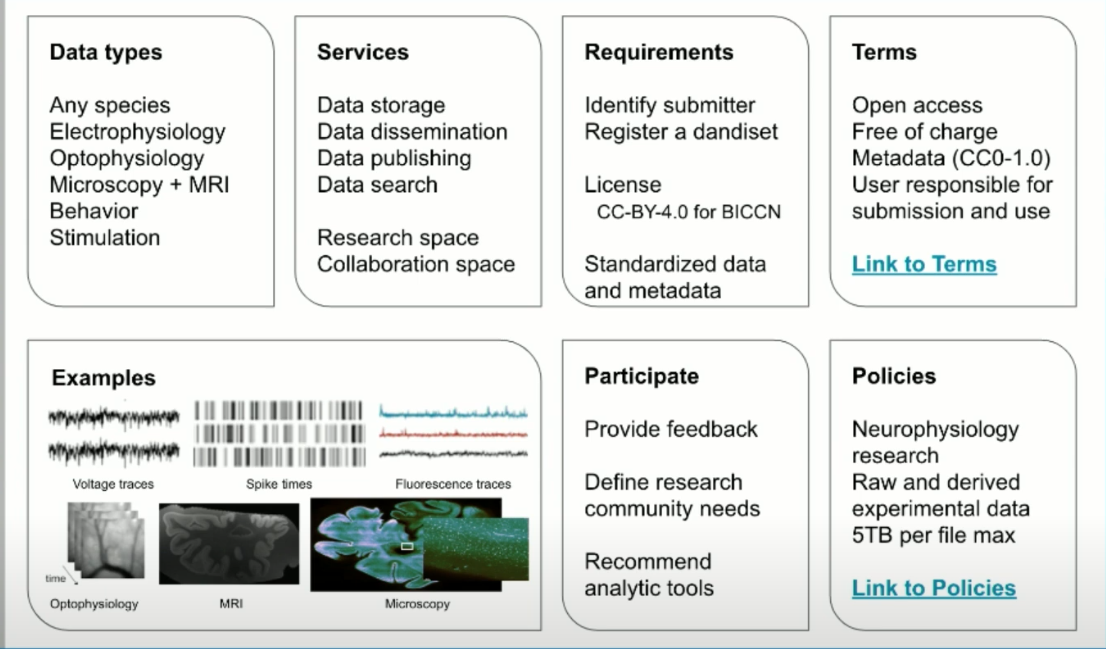 Data types
Any species
Electrophysiology
Optophysiology
Microscopy + MRI
Behavior
Stimulation
Services
Data storage
Data dissemination
Data publishing
Data search
Research space
Collaboration space
Requirements
Identify submitter
Register a dandiset
License
CC-BY-4.0 for BICCN
Standardized data
and metadata
Terms
Open access
Free of charge
Metadata (CC0-1.0)
User responsible for
submission and use
Link to Terms
Examples
Voltage traces
Spike times
Fluorescence traces
time
Optophysiology
MRI
Microscopy
Participate
Provide feedback
Define research
community needs
Recommend
analytic tools
Policies
Neurophysiology
research
Raw and derived
experimental data
5TB per file max
Link to Policies